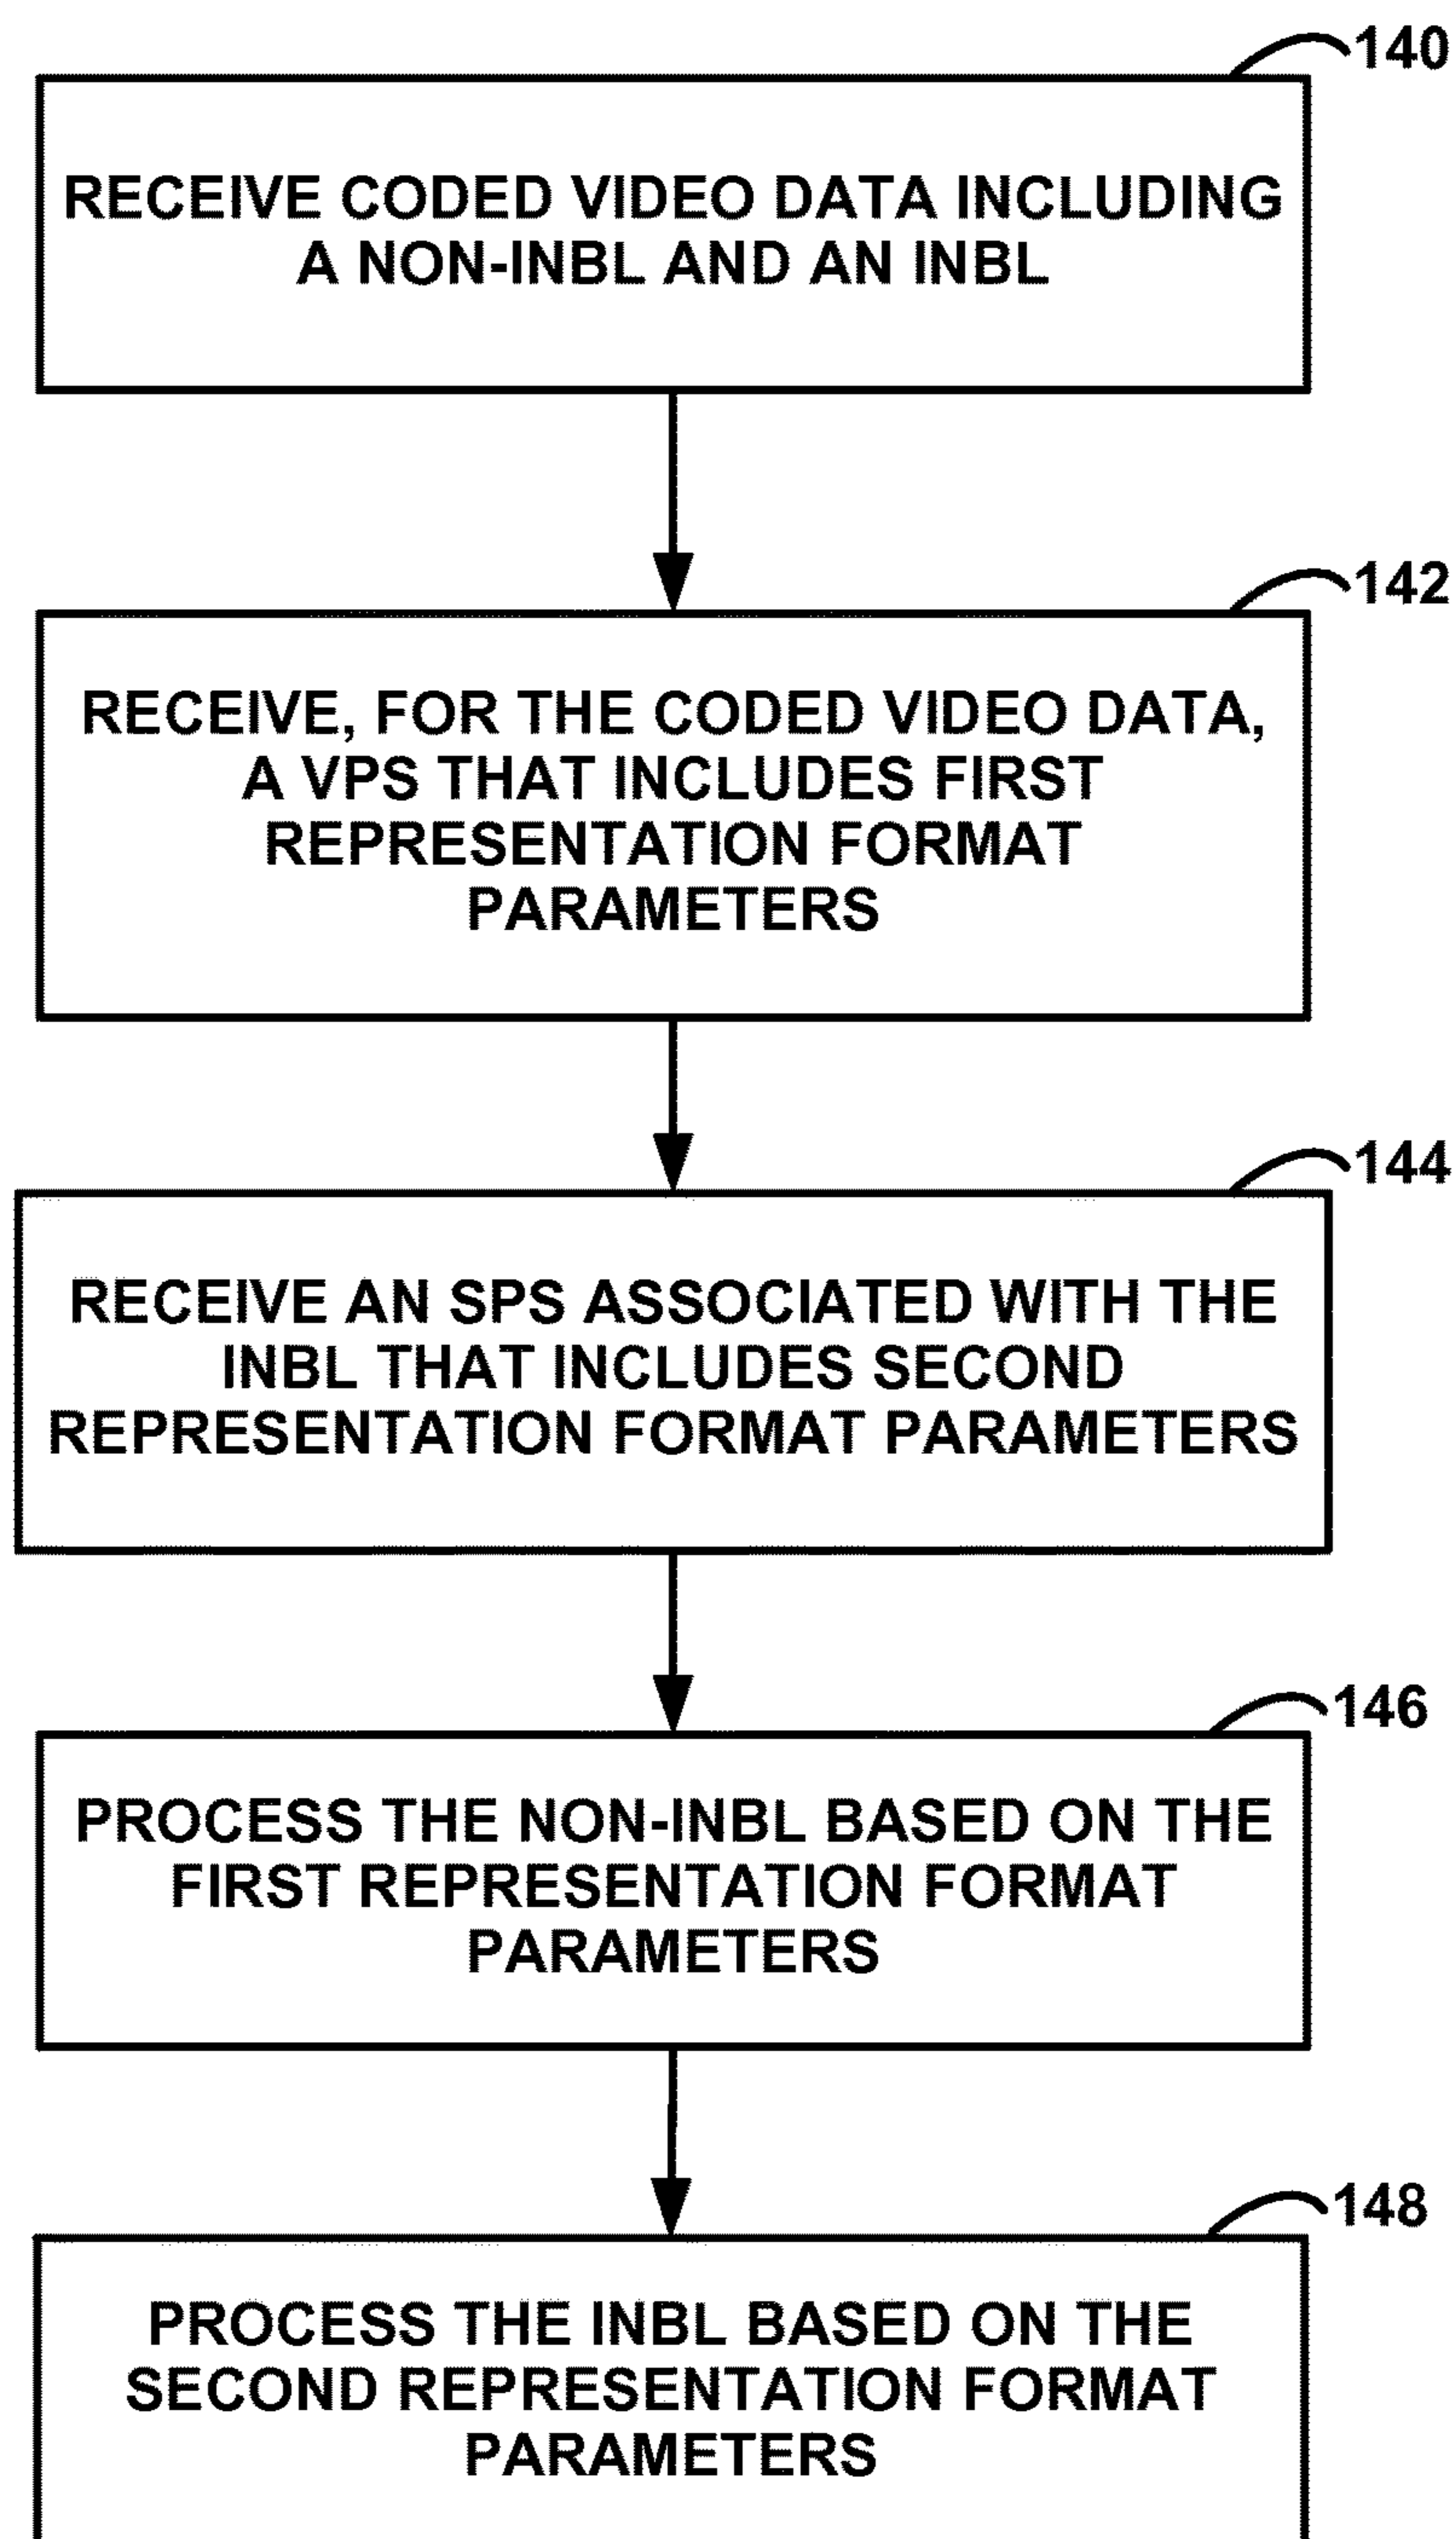 140
RECEIVE CODED VIDEO DATA INCLUDING
A NON-INBL AND AN INBL
142
RECEIVE, FOR THE CODED VIDEO DATA,
A VPS THAT INCLUDES FIRST
REPRESENTATION FORMAT
PARAMETERS
144
RECEIVE AN SPS ASSOCIATED WITH THE
INBL THAT INCLUDES SECOND
REPRESENTATION FORMAT PARAMETERS
146
PROCESS THE NON-INBL BASED ON THE
FIRST REPRESENTATION FORMAT
PARAMETERS
148
PROCESS THE INBL BASED ON THE
SECOND REPRESENTATION FORMAT
PARAMETERS